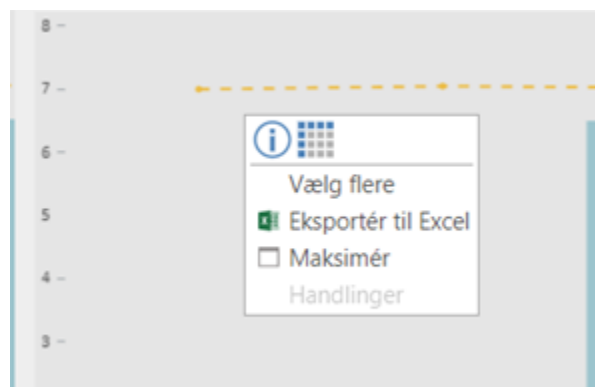 8
7
6
5
4
3
i
Vælg flere
Eksportér til Excel
Maksimér
Handlinger